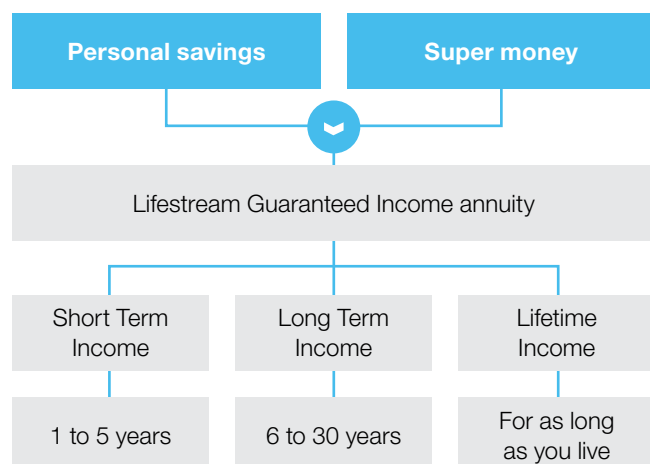 Personal savings
Super money
Lifestream Guaranteed Income annuity
Short Term
Income
Long Term
Income
Lifetime
Income
1 to 5 years
6 to 30 years
For as long
as you live